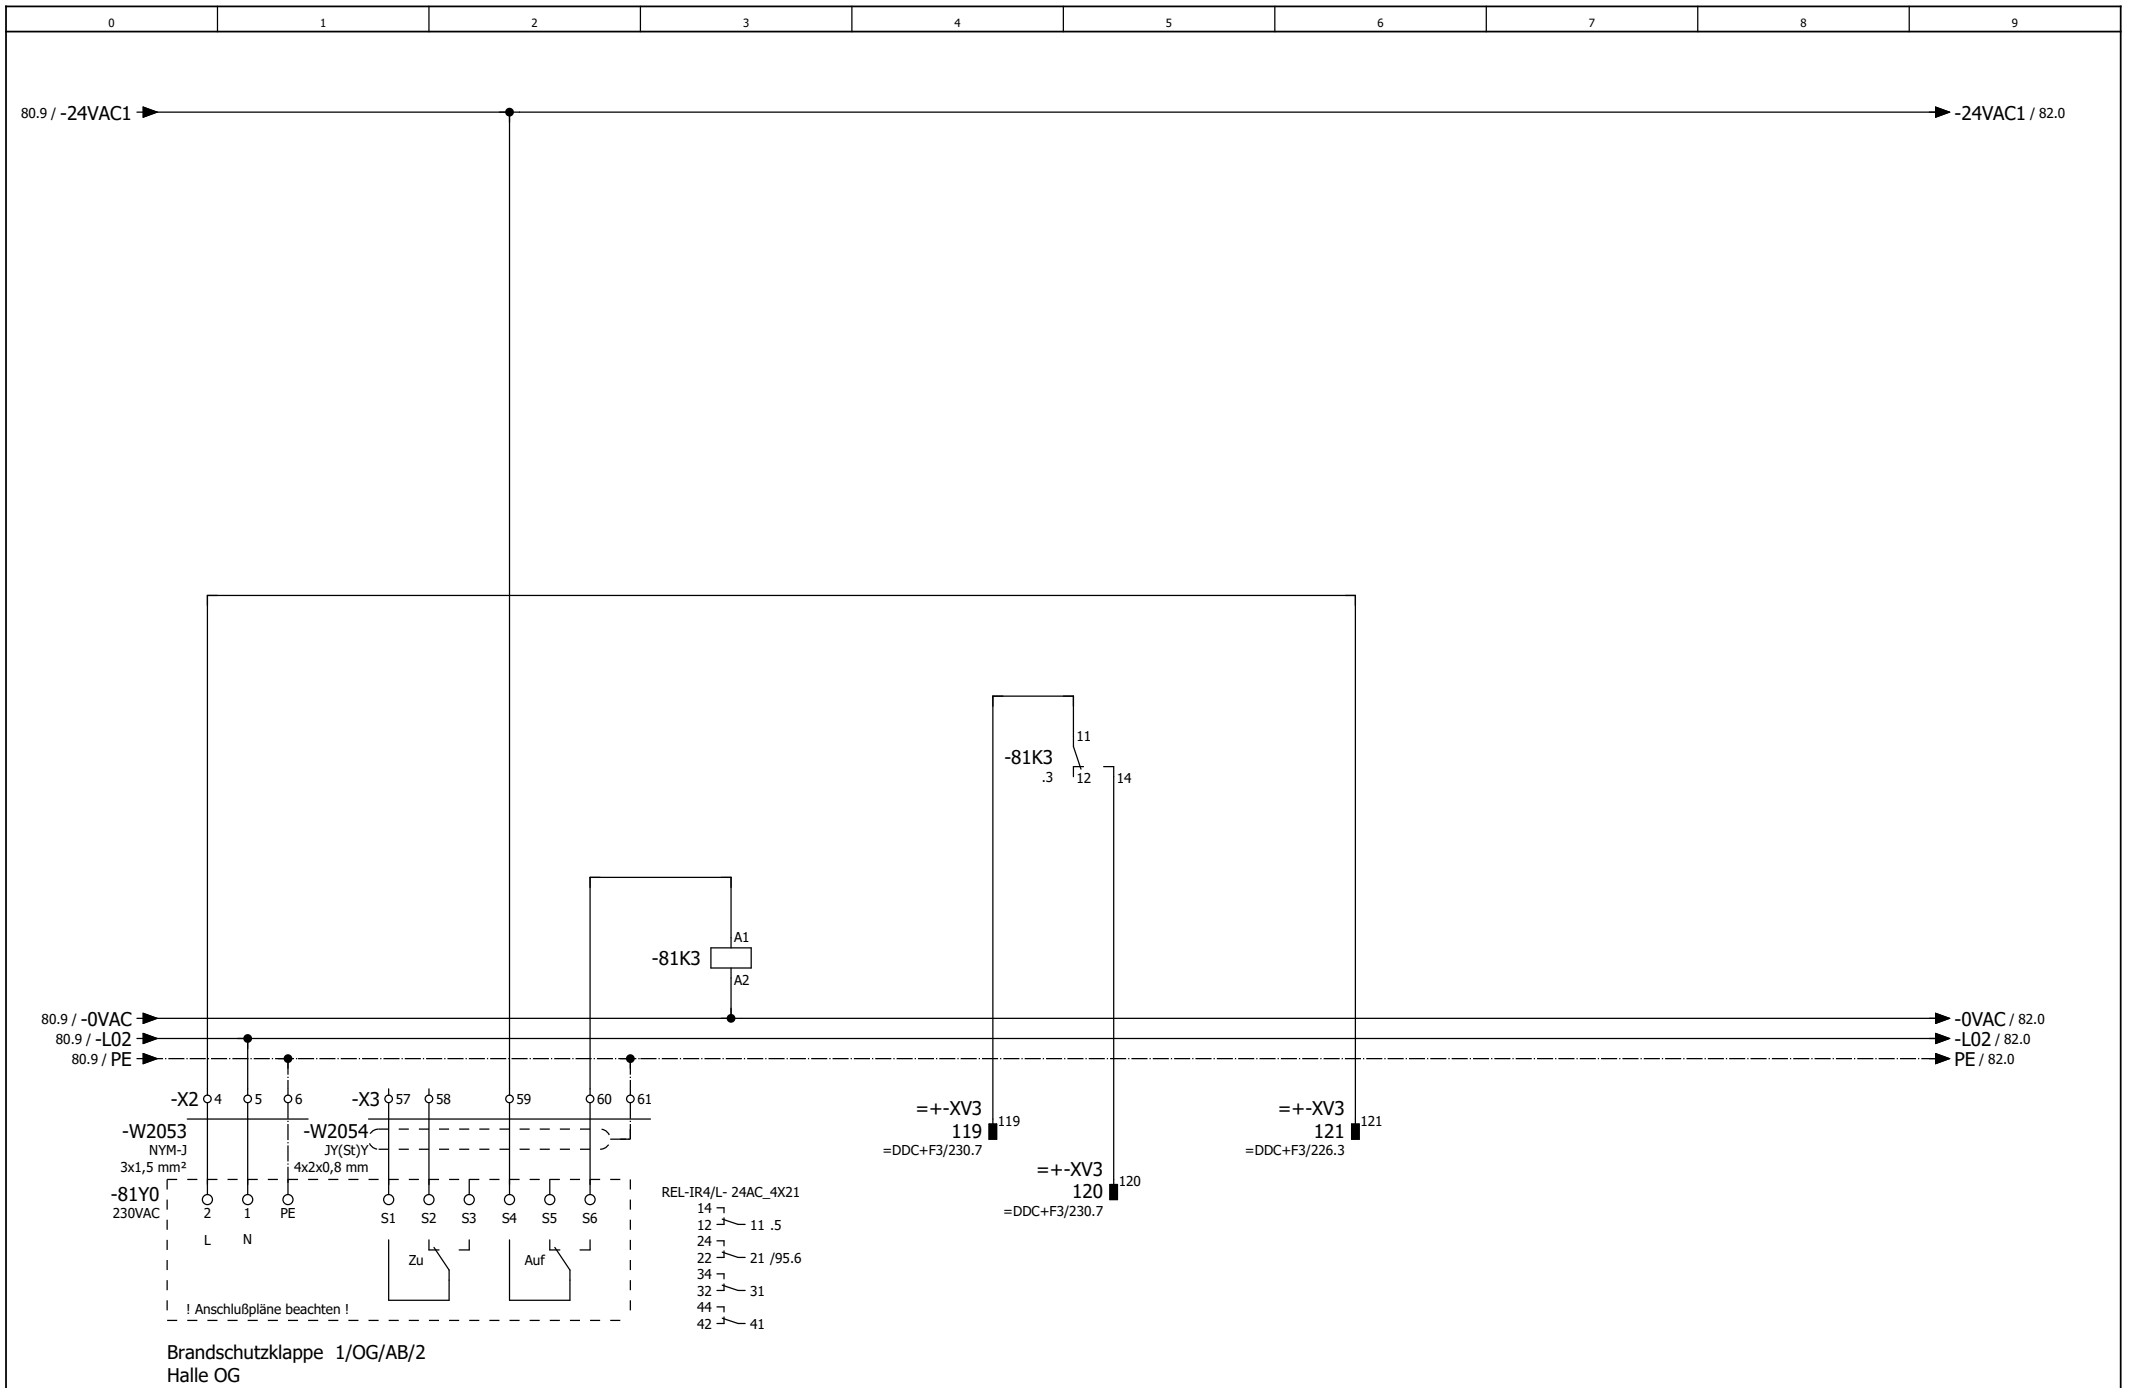 0 1 2 3 4 5 6 7 8 9
80.9 / -24VAC1
-24VAC1 / 82.0
11
-81K3
.3
12
14
A1
-81K3
A2
80.9 / -0VAC
-0VAC / 82.0
80.9 / -L02
-L02 / 82.0
80.9 / PE
PE / 82.0
-X2 4 5 6
-X3 57 58 59 60 61
-W2053
NYM-J
3x1,5 mm²
-W2054
JY(St)Y
4x2x0,8 mm
=+-XV3
119 119
=DDC+F3/230.7
=+-XV3
120 120
=DDC+F3/230.7
=+-XV3
121 121
=DDC+F3/226.3
-81Y0
230VAC
2 1 PE
L N
S1 S2 S3 S4 S5 S6
Zu
Auf
! Anschlußpläne beachten !
REL-IR4/L- 24AC_4X21
14
12 11 .5
24
22 21 /95.6
34
32 31
44
42 41
Brandschutzklappe 1/OG/AB/2
Halle OG